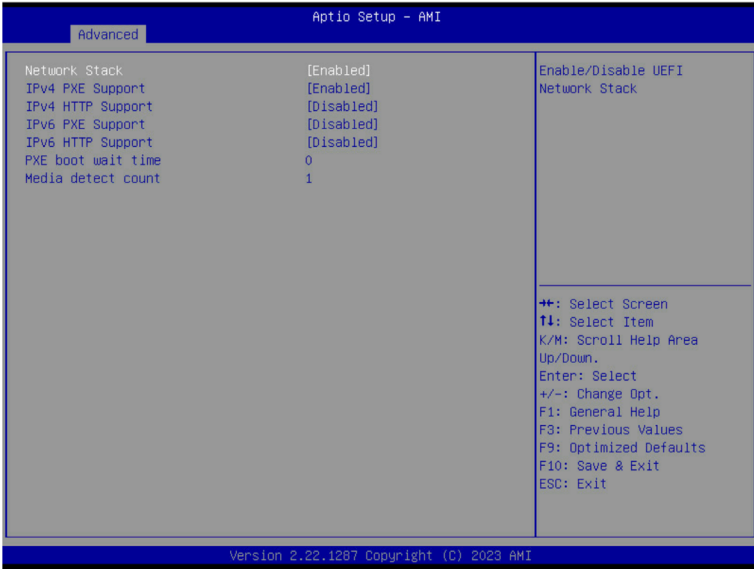 Aptio Setup – AMI
Advanced
Network Stack [Enabled]
IPv4 PXE Support [Enabled]
IPv4 HTTP Support [Disabled]
IPv6 PXE Support [Disabled]
IPv6 HTTP Support [Disabled]
PXE boot wait time 0
Media detect count 1
Enable/Disable UEFI
Network Stack
→←: Select Screen
↑↓: Select Item
K/M: Scroll Help Area
Up/Down.
Enter: Select
+/-: Change Opt.
F1: General Help
F3: Previous Values
F9: Optimized Defaults
F10: Save & Exit
ESC: Exit
Version 2.22.1287 Copyright (C) 2023 AMI